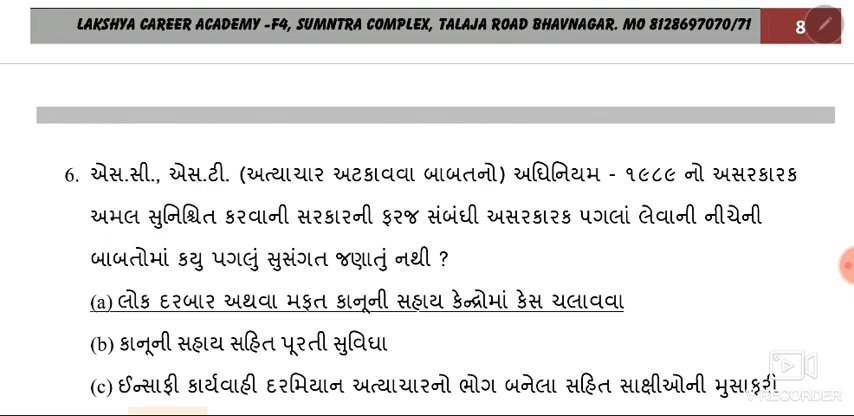 LAKSHYA CAREER ACADEMY -F4, SUMNTRA COMPLEX, TALAJA ROAD BHAVNAGAR. MO 8128697070/71 8
6. એસ.સી., એસ.ટી. (અત્યાચાર અટકાવવા બાબતનો) અધિનિયમ - ૧૯૮૯ નો અસરકારક
અમલ સુનિશ્ચિત કરવાની સરકારની ફરજ સંબંધી અસરકારક પગલાં લેવાની નીચેની
બાબતોમાં કયુ પગલું સુસંગત જણાતું નથી ?
(a) લોક દરબાર અથવા મફત કાનૂની સહાય કેન્દ્રોમાં કેસ ચલાવવા
(b) કાનૂની સહાય સહિત પૂરતી સુવિધા
(c) ઈન્સાફી કાર્યવાહી દરમિયાન અત્યાચારનો ભોગ બનેલા સહિત સાક્ષીઓની મુસાફરી
V RECORDER